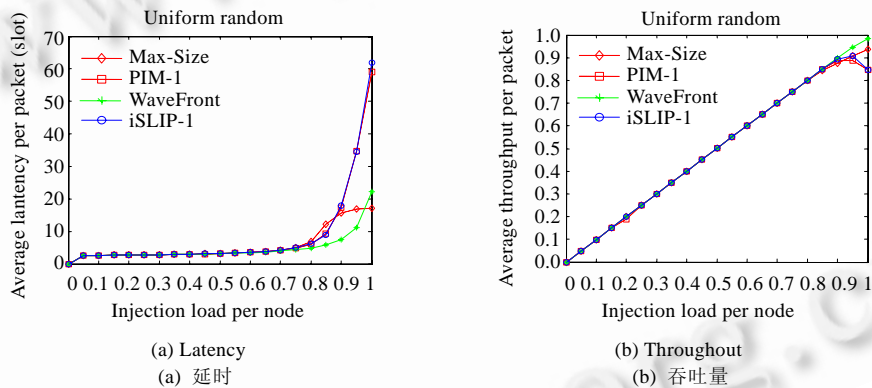 Uniform random
Average lantency per packet (slot)
70
60
50
40
30
20
10
0
Max-Size
PIM-1
WaveFront
iSLIP-1
0 0.1 0.2 0.3 0.4 0.5 0.6 0.7 0.8 0.9 1
Injection load per node
(a) Latency
(a) 延时
Uniform random
Average throughput per packet
1.0
0.9
0.8
0.7
0.6
0.5
0.4
0.3
0.2
0.1
0.0
Max-Size
PIM-1
WaveFront
iSLIP-1
0 0.1 0.2 0.3 0.4 0.5 0.6 0.7 0.8 0.9 1
Injection load per node
(b) Throughout
(b) 吞吐量